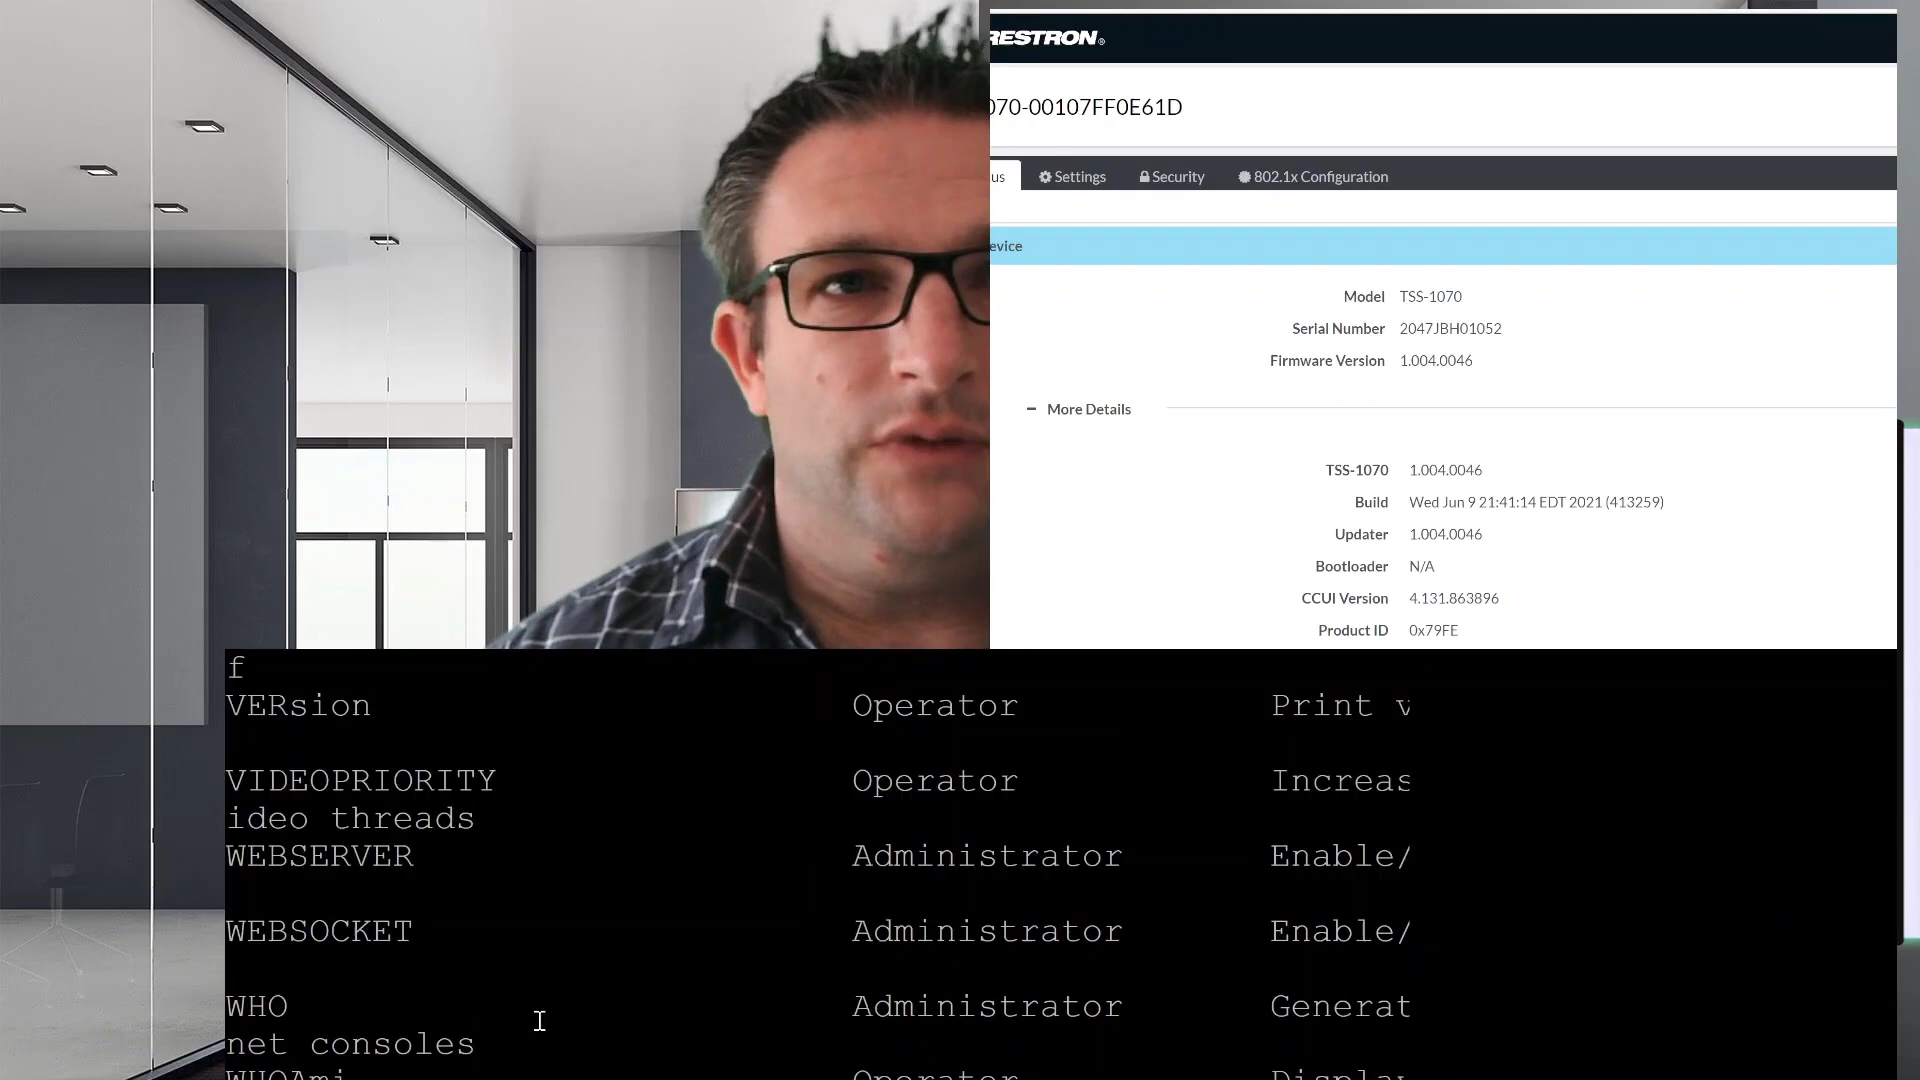 RESTRON®
070-00107FF0E61D
us Settings Security 802.1x Configuration
evice
Model TSS-1070
Serial Number 2047JBH01052
Firmware Version 1.004.0046
− More Details
TSS-1070 1.004.0046
Build Wed Jun 9 21:41:14 EDT 2021 (413259)
Updater 1.004.0046
Bootloader N/A
CCUI Version 4.131.863896
Product ID 0x79FE
f
VERsion Operator Print v
VIDEOPRIORITY Operator Increas
ideo threads
WEBSERVER Administrator Enable/
WEBSOCKET Administrator Enable/
WHO Administrator Generat
net consoles
WHOAmi Operator Display